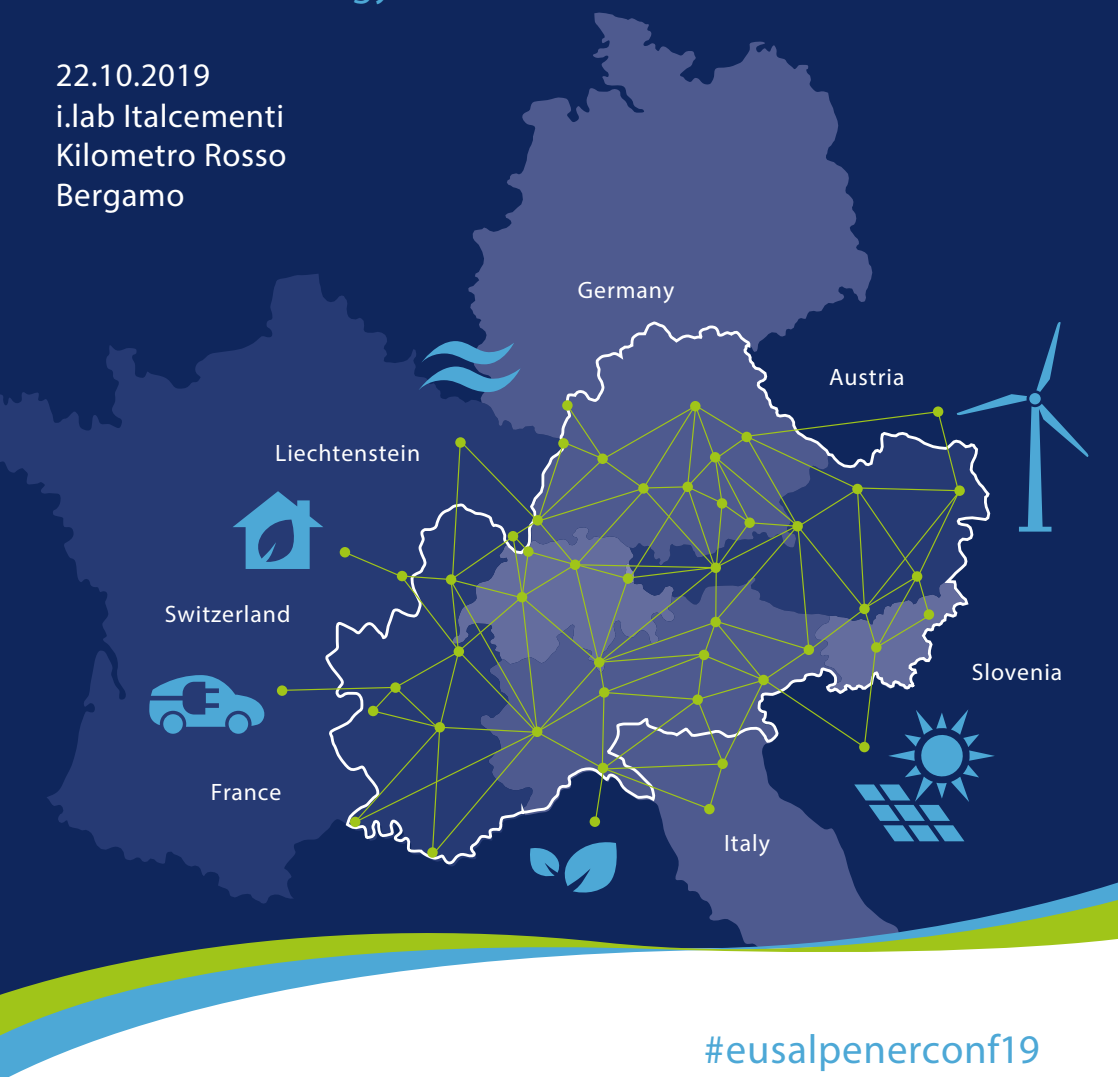 22.10.2019
i.lab Italcementi
Kilometro Rosso
Bergamo
Germany
Austria
Liechtenstein
Switzerland
Slovenia
France
Italy
#eusalpenerconf19